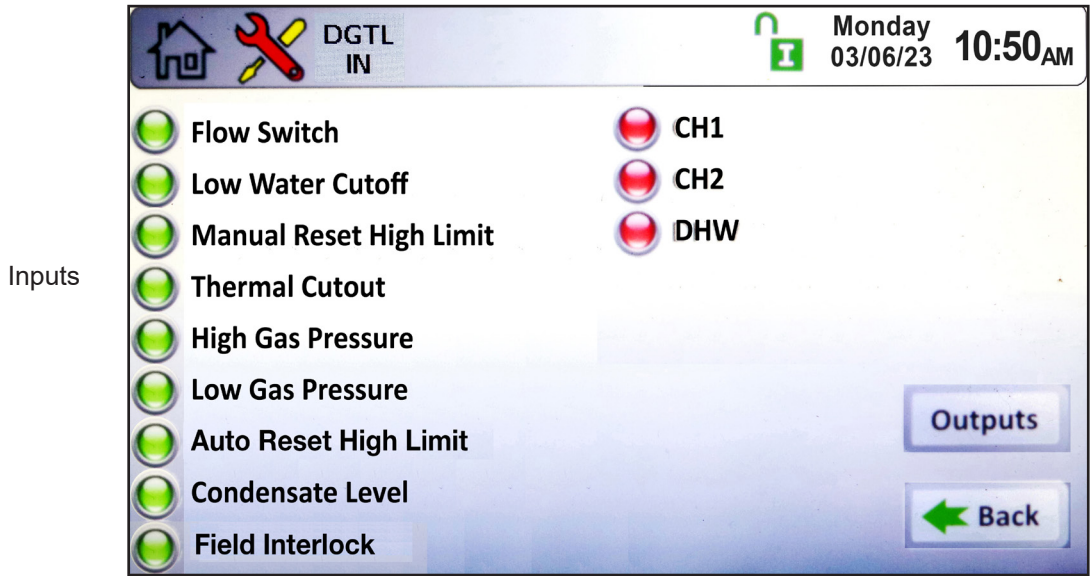 DGTL
IN
I
Monday
03/06/23
10:50AM
Flow Switch
Low Water Cutoff
Manual Reset High Limit
Thermal Cutout
High Gas Pressure
Low Gas Pressure
Auto Reset High Limit
Condensate Level
Field Interlock
CH1
CH2
DHW
Inputs
Outputs
Back